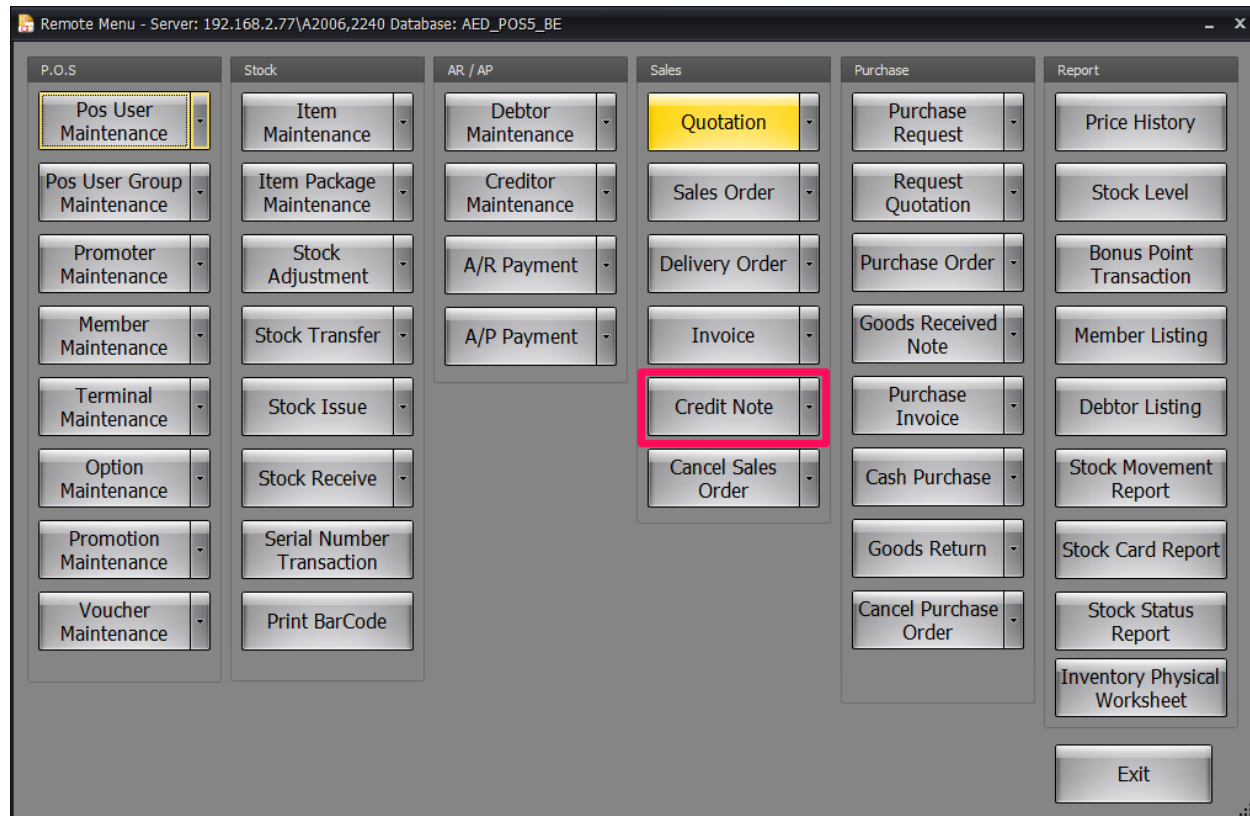 Remote Menu - Server: 192.168.2.77\A2006,2240 Database: AED_POS5_BE
P.O.S
Pos User
Maintenance
Pos User Group
Maintenance
Promoter
Maintenance
Member
Maintenance
Terminal
Maintenance
Option
Maintenance
Promotion
Maintenance
Voucher
Maintenance
Stock
Item
Maintenance
Item Package
Maintenance
Stock
Adjustment
Stock Transfer
Stock Issue
Stock Receive
Serial Number
Transaction
Print BarCode
AR / AP
Debtor
Maintenance
Creditor
Maintenance
A/R Payment
A/P Payment
Sales
Quotation
Sales Order
Delivery Order
Invoice
Credit Note
Cancel Sales
Order
Purchase
Purchase
Request
Request
Quotation
Purchase Order
Goods Received
Note
Purchase
Invoice
Cash Purchase
Goods Return
Cancel Purchase
Order
Report
Price History
Stock Level
Bonus Point
Transaction
Member Listing
Debtor Listing
Stock Movement
Report
Stock Card Report
Stock Status
Report
Inventory Physical
Worksheet
Exit